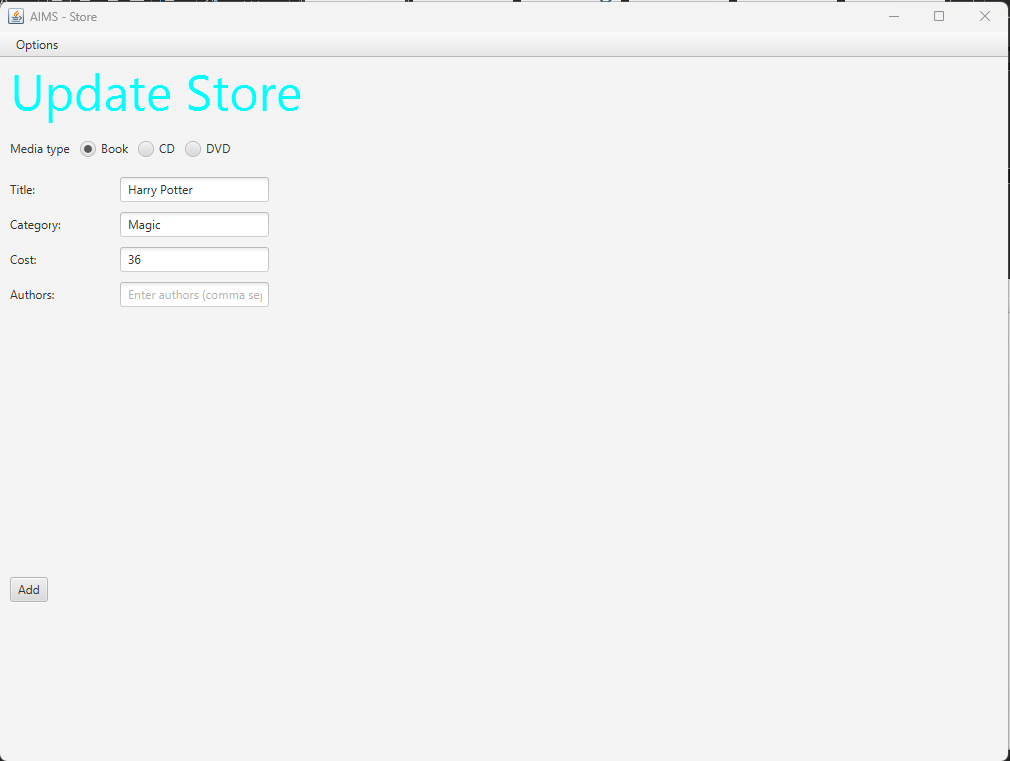 AIMS - Store
Options
Update Store
Media type Book CD DVD
Title: Harry Potter
Category: Magic
Cost: 36
Authors: Enter authors (comma sep
Add